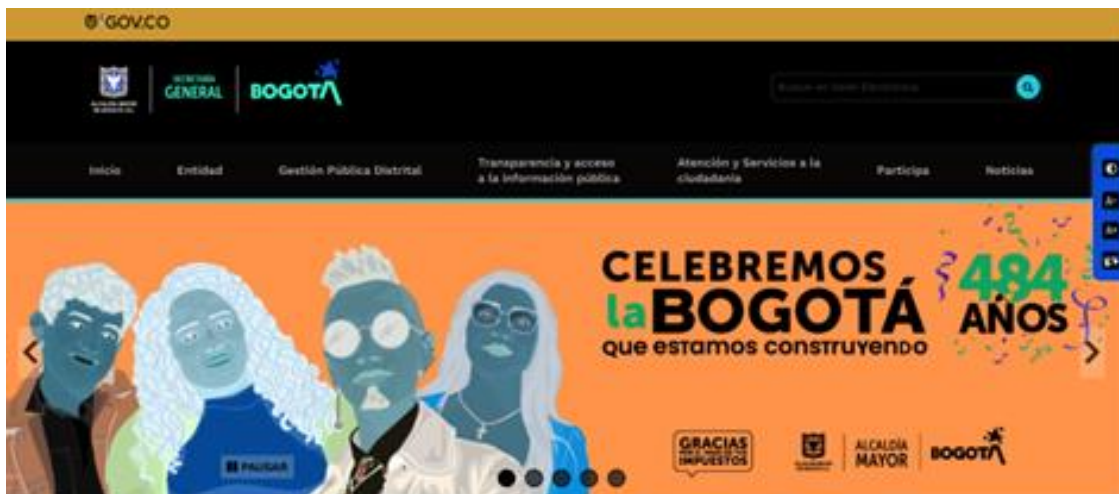 GOV.CO
SECRETARÍA
GENERAL
BOGOTÁ
Inicio
Entidad
Gestión Pública Distrital
Transparencia y acceso
a la información pública
Atención y Servicios a la
ciudadanía
Participa
Noticias
A-
A+
CELEBREMOS
la BOGOTÁ
que estamos construyendo
484
AÑOS
PAUSAR
GRACIAS
IMPUESTOS
ALCALDÍA
MAYOR
BOGOTÁ